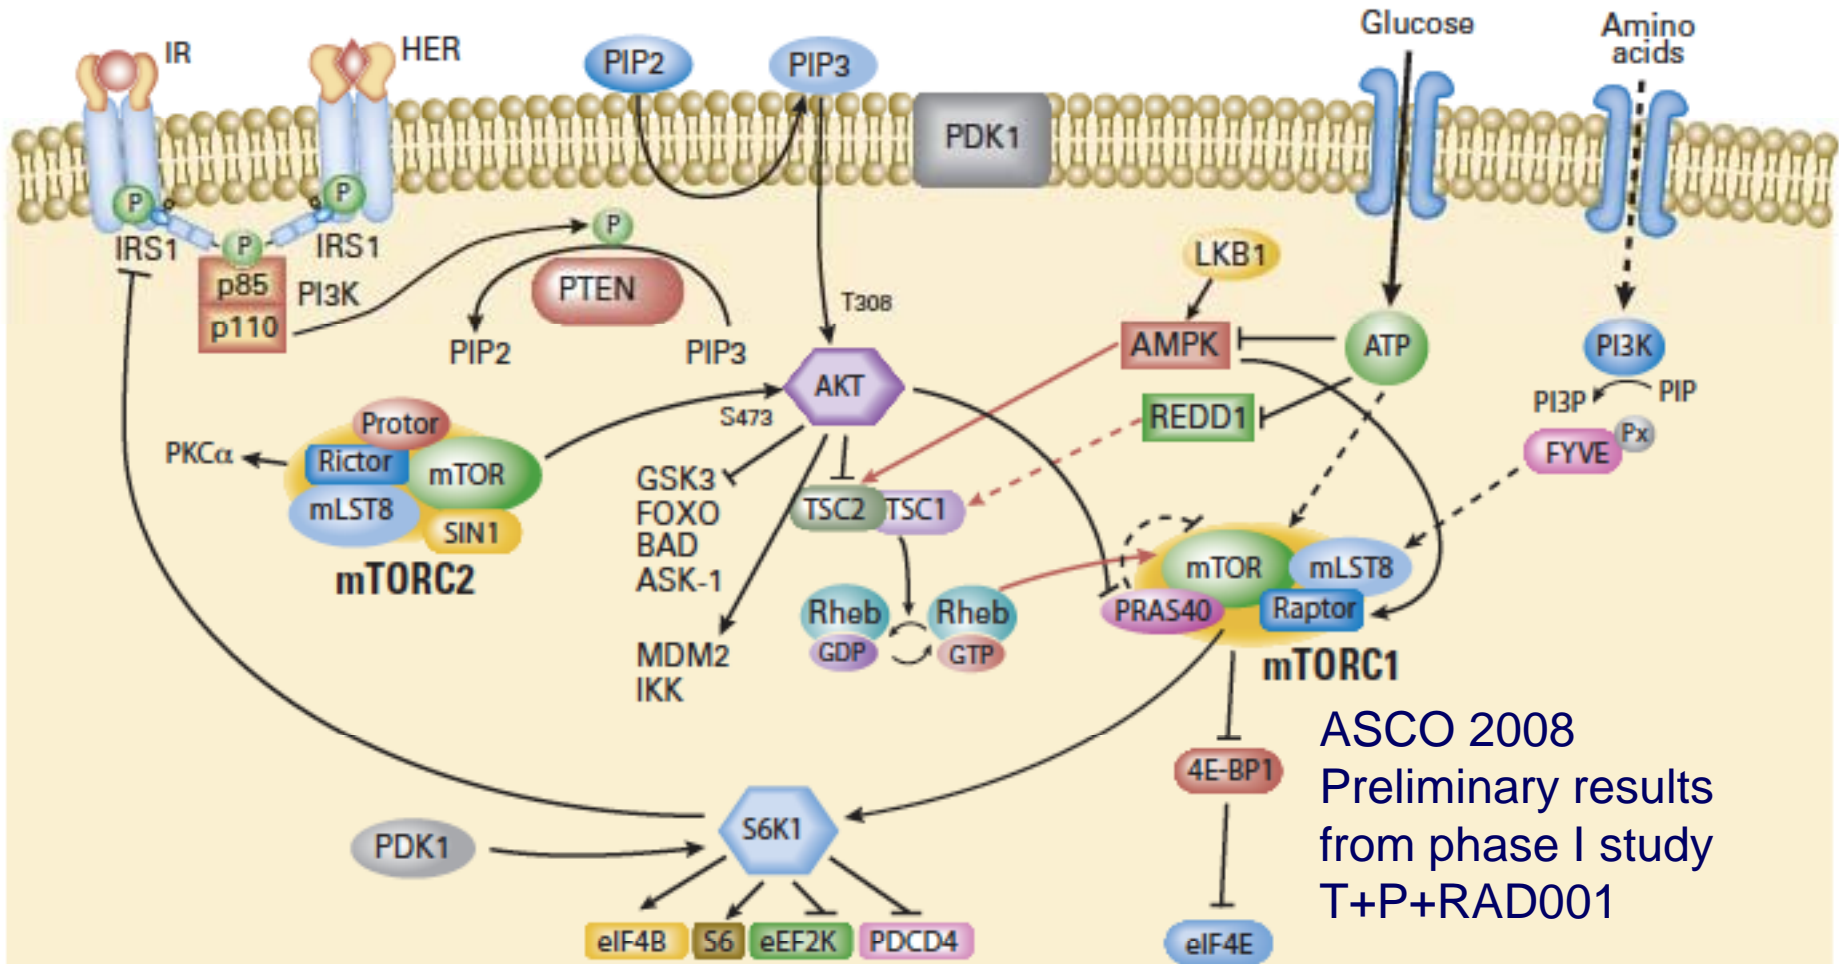 IR
HER
PIP2
PIP3
Glucose
Amino
acids
PDK1
P
P
IRS1
P
IRS1
p85
p110
PI3K
P
PTEN
PIP2
PIP3
T308
LKB1
AMPK
ATP
PI3K
PI3P
PIP
FYVE
Px
REDD1
AKT
S473
Protor
Rictor
mTOR
mLST8
SIN1
PKCα
mTORC2
GSK3
FOXO
BAD
ASK-1
TSC2
TSC1
MDM2
IKK
Rheb
GDP
Rheb
GTP
mTOR
mLST8
PRAS40
Raptor
mTORC1
ASCO 2008
Preliminary results
from phase I study
T+P+RAD001
4E-BP1
eIF4E
PDK1
S6K1
eIF4B
S6
eEF2K
PDCD4